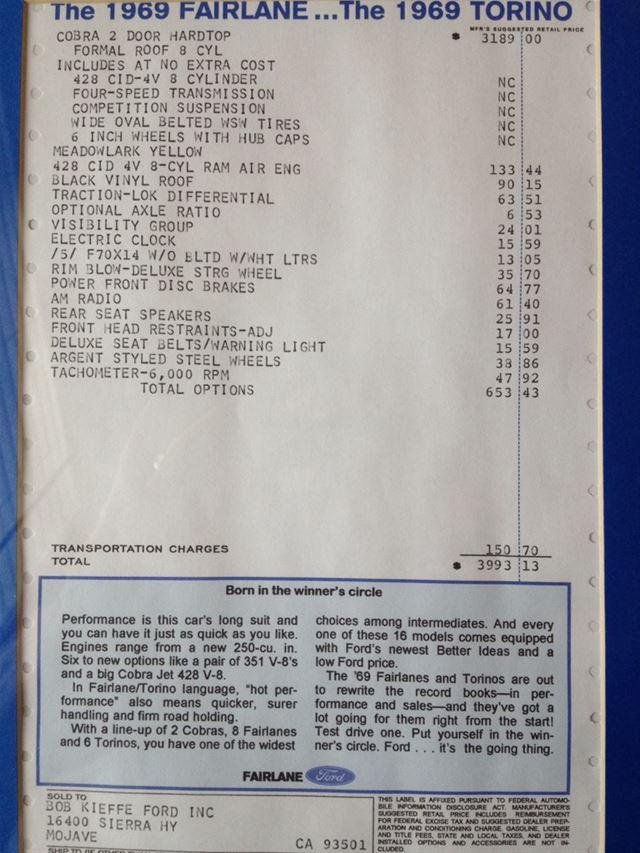 The 1969 FAIRLANE ... The 1969 TORINO
MFR'S SUGGESTED RETAIL PRICE
COBRA 2 DOOR HARDTOP $ 3189 00
FORMAL ROOF 8 CYL
INCLUDES AT NO EXTRA COST
428 CID-4V 8 CYLINDER NC
FOUR-SPEED TRANSMISSION NC
COMPETITION SUSPENSION NC
WIDE OVAL BELTED WSW TIRES NC
6 INCH WHEELS WITH HUB CAPS NC
MEADOWLARK YELLOW
428 CID 4V 8-CYL RAM AIR ENG 133 44
BLACK VINYL ROOF 90 15
TRACTION-LOK DIFFERENTIAL 63 51
OPTIONAL AXLE RATIO 6 53
VISIBILITY GROUP 24 01
ELECTRIC CLOCK 15 59
/5/ F70X14 W/O BLTD W/WHT LTRS 13 05
RIM BLOW-DELUXE STRG WHEEL 35 70
POWER FRONT DISC BRAKES 64 77
AM RADIO 61 40
REAR SEAT SPEAKERS 25 91
FRONT HEAD RESTRAINTS-ADJ 17 00
DELUXE SEAT BELTS/WARNING LIGHT 15 59
ARGENT STYLED STEEL WHEELS 38 86
TACHOMETER-6,000 RPM 47 92
TOTAL OPTIONS 653 43
TRANSPORTATION CHARGES 150 70
TOTAL $ 3993 13
Born in the winner's circle
Performance is this car's long suit and
you can have it just as quick as you like.
Engines range from a new 250-cu. in.
Six to new options like a pair of 351 V-8's
and a big Cobra Jet 428 V-8.
In Fairlane/Torino language, "hot per-
formance" also means quicker, surer
handling and firm road holding.
With a line-up of 2 Cobras, 8 Fairlanes
and 6 Torinos, you have one of the widest
choices among intermediates. And every
one of these 16 models comes equipped
with Ford's newest Better Ideas and a
low Ford price.
The '69 Fairlanes and Torinos are out
to rewrite the record books—in per-
formance and sales—and they've got a
lot going for them right from the start!
Test drive one. Put yourself in the win-
ner's circle. Ford . . . it's the going thing.
FAIRLANE Ford
SOLD TO
BOB KIEFFE FORD INC
16400 SIERRA HY
MOJAVE CA 93501
THIS LABEL IS AFFIXED PURSUANT TO FEDERAL AUTOMO-
BILE INFORMATION DISCLOSURE ACT. MANUFACTURER'S
SUGGESTED RETAIL PRICE INCLUDES REIMBURSEMENT
FOR FEDERAL EXCISE TAX AND SUGGESTED DEALER PREP-
ARATION AND CONDITIONING CHARGE. GASOLINE, LICENSE
AND TITLE FEES, STATE AND LOCAL TAXES, AND DEALER
INSTALLED OPTIONS AND ACCESSORIES ARE NOT IN-
CLUDED.